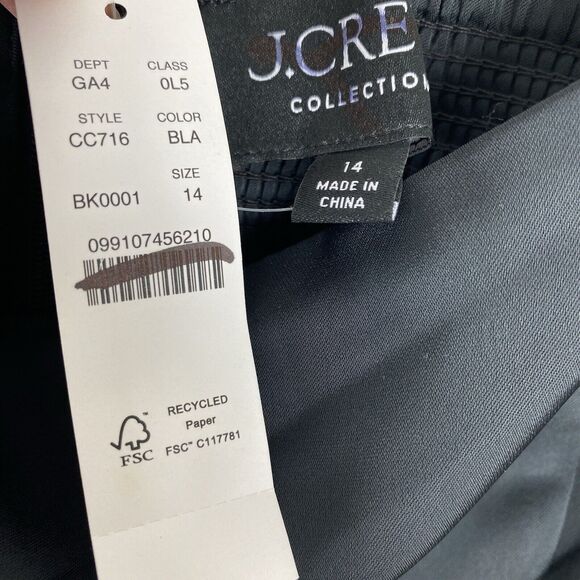 DEPT CLASS
GA4 0L5
STYLE COLOR
CC716 BLA
SIZE
BK0001 14
099107456210
RECYCLED
Paper
FSC™ C117781
FSC
J.CRE
COLLECTIO
14
MADE IN
CHINA